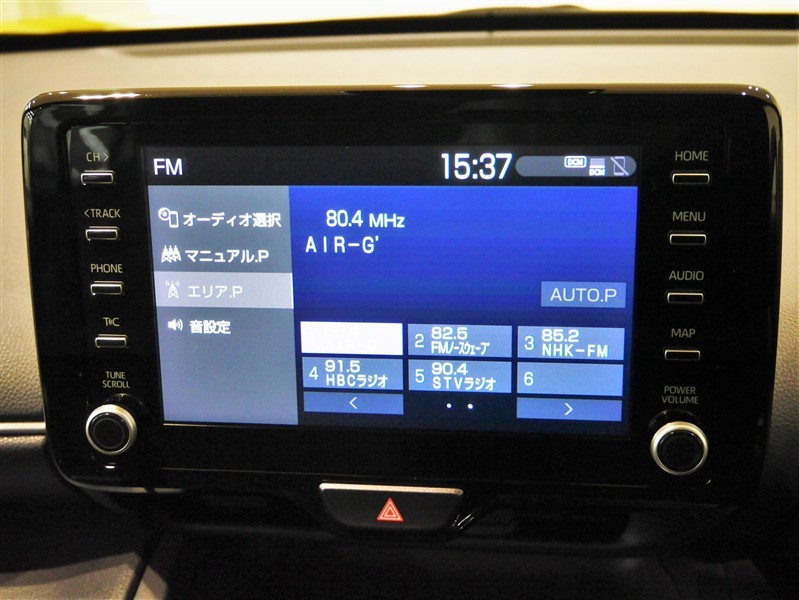 CH >
< TRACK
PHONE
T C
TUNE
SCROLL
FM
15:37
DCM
DCM
オーディオ選択
マニュアル.P
エリア.P
音設定
80.4 MHz
AIR-G'
AUTO.P
2 82.5
FMノースウェーブ
3 85.2
NHK-FM
4 91.5
HBCラジオ
5 90.4
STVラジオ
6
<
>
HOME
MENU
AUDIO
MAP
POWER
VOLUME